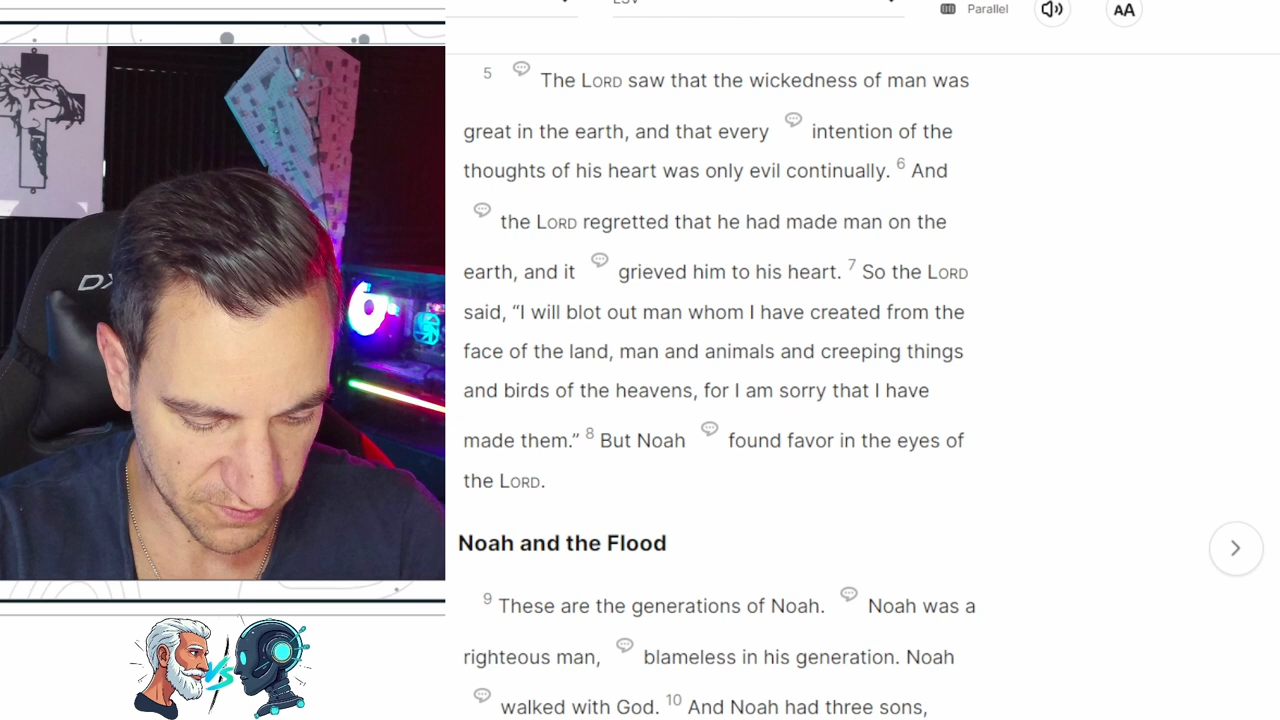 Parallel
AA
5 The LORD saw that the wickedness of man was
great in the earth, and that every intention of the
thoughts of his heart was only evil continually. 6 And
the LORD regretted that he had made man on the
earth, and it grieved him to his heart. 7 So the LORD
said, “I will blot out man whom I have created from the
face of the land, man and animals and creeping things
and birds of the heavens, for I am sorry that I have
made them.” 8 But Noah found favor in the eyes of
the LORD.
Noah and the Flood
9 These are the generations of Noah. Noah was a
righteous man, blameless in his generation. Noah
walked with God. 10 And Noah had three sons,
DX
VS